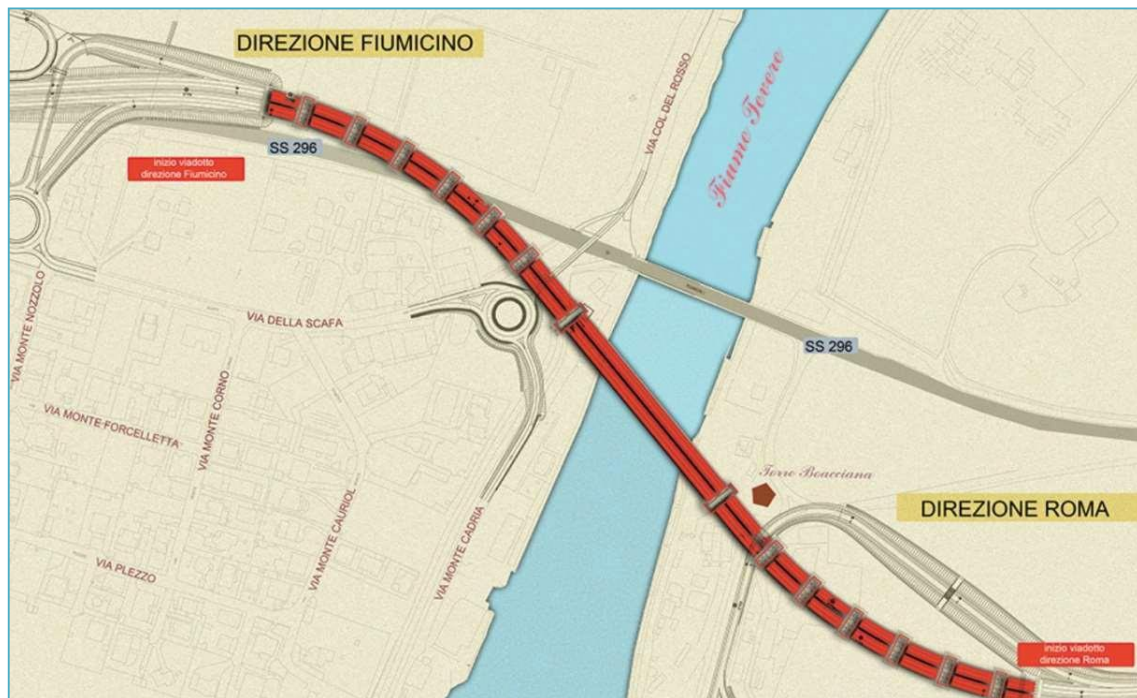 DIREZIONE FIUMICINO
VIA COL DEL ROSSO
Fiume Tevere
SS 296
inizio viadotto
direzione Fiumicino
VIA MONTE NOZZOLO
VIA DELLA SCAFA
SS 296
VIA MONTE CORNO
VIA MONTE FORCELLETTA
Torre Boacciana
DIREZIONE ROMA
VIA MONTE CAURIOL
VIA MONTE CADRIA
VIA PLEZZO
inizio viadotto
direzione Roma